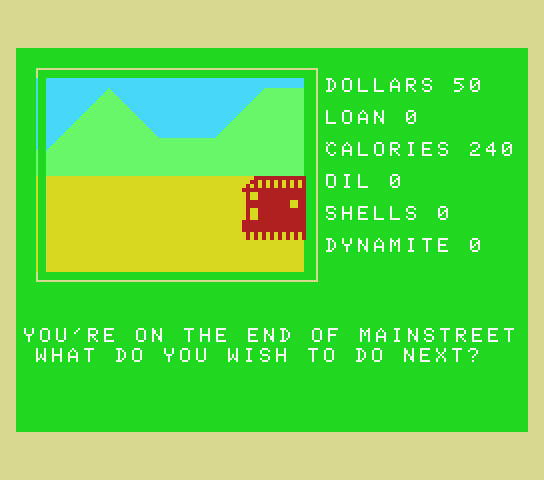 DOLLARS 50
LOAN 0
CALORIES 240
OIL 0
SHELLS 0
DYNAMITE 0
YOU'RE ON THE END OF MAINSTREET
WHAT DO YOU WISH TO DO NEXT?